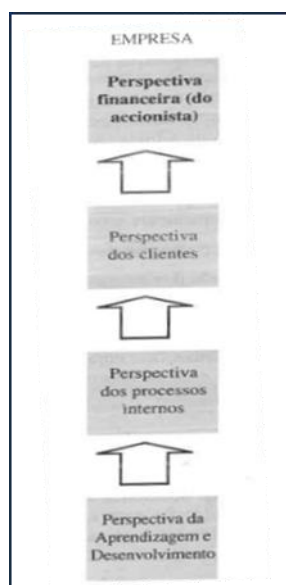 EMPRESA
Perspectiva
financeira (do
accionista)
Perspectiva
dos clientes
Perspectiva
dos processos
internos
Perspectiva da
Aprendizagem e
Desenvolvimento